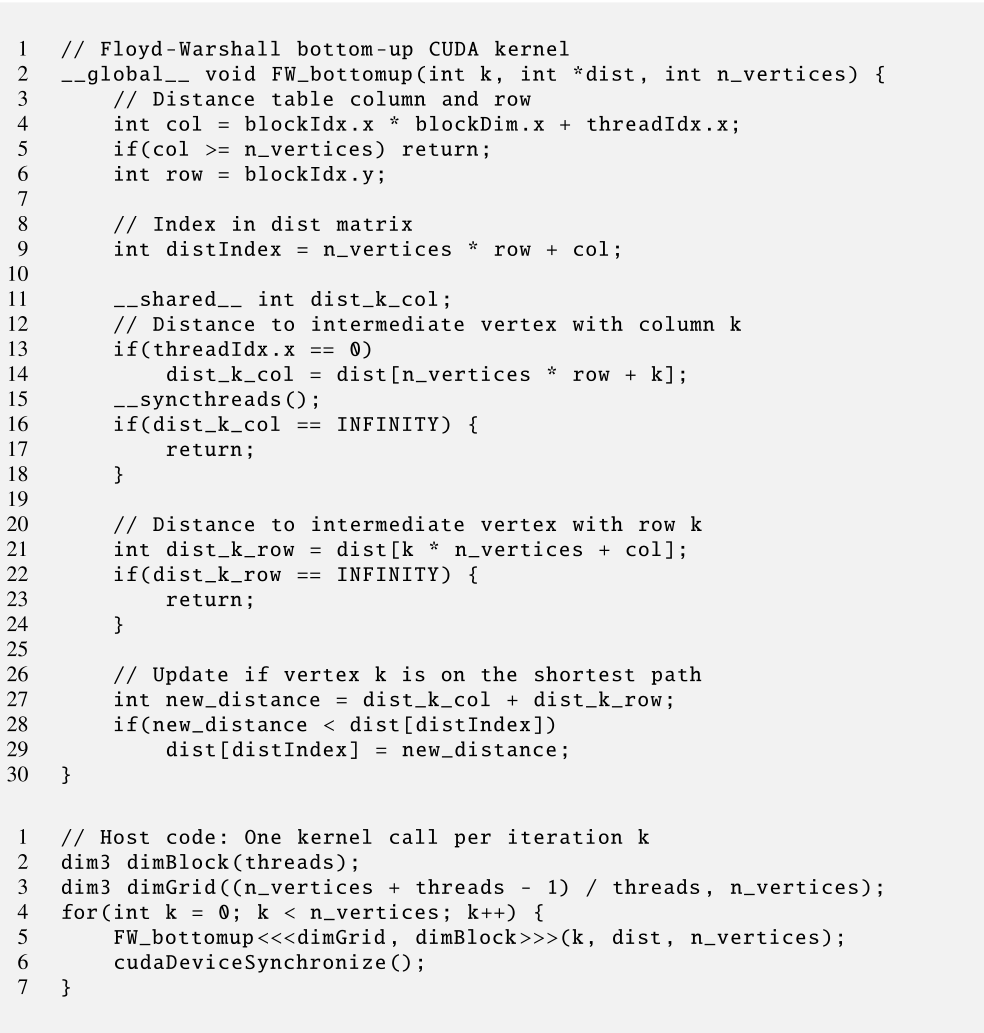 1 // Floyd-Warshall bottom-up CUDA kernel
2 __global__ void FW_bottomup(int k, int *dist, int n_vertices) {
3     // Distance table column and row
4     int col = blockIdx.x * blockDim.x + threadIdx.x;
5     if(col >= n_vertices) return;
6     int row = blockIdx.y;
7
8     // Index in dist matrix
9     int distIndex = n_vertices * row + col;
10
11     __shared__ int dist_k_col;
12     // Distance to intermediate vertex with column k
13     if(threadIdx.x == 0)
14         dist_k_col = dist[n_vertices * row + k];
15     __syncthreads();
16     if(dist_k_col == INFINITY) {
17         return;
18     }
19
20     // Distance to intermediate vertex with row k
21     int dist_k_row = dist[k * n_vertices + col];
22     if(dist_k_row == INFINITY) {
23         return;
24     }
25
26     // Update if vertex k is on the shortest path
27     int new_distance = dist_k_col + dist_k_row;
28     if(new_distance < dist[distIndex])
29         dist[distIndex] = new_distance;
30 }
1 // Host code: One kernel call per iteration k
2 dim3 dimBlock(threads);
3 dim3 dimGrid((n_vertices + threads - 1) / threads, n_vertices);
4 for(int k = 0; k < n_vertices; k++) {
5     FW_bottomup<<<dimGrid, dimBlock>>>(k, dist, n_vertices);
6     cudaDeviceSynchronize();
7 }